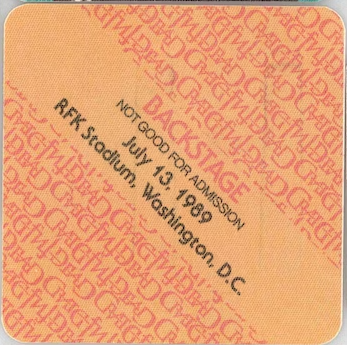 BACKSTAGE
NOT GOOD FOR ADMISSION
July 13, 1989
RFK Stadium, Washington, D.C.